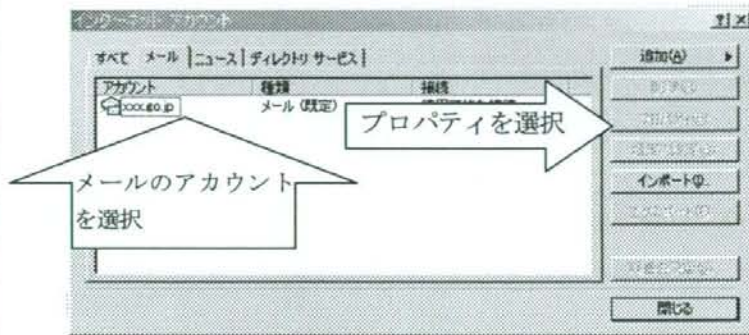 インターネット アカウント
すべて メール ニュース ディレクトリ サービス
追加(A)
アカウント 種類 接続
xxx.go.jp メール (既定)
プロパティを選択
メールのアカウント
を選択
インポート(I)...
閉じる